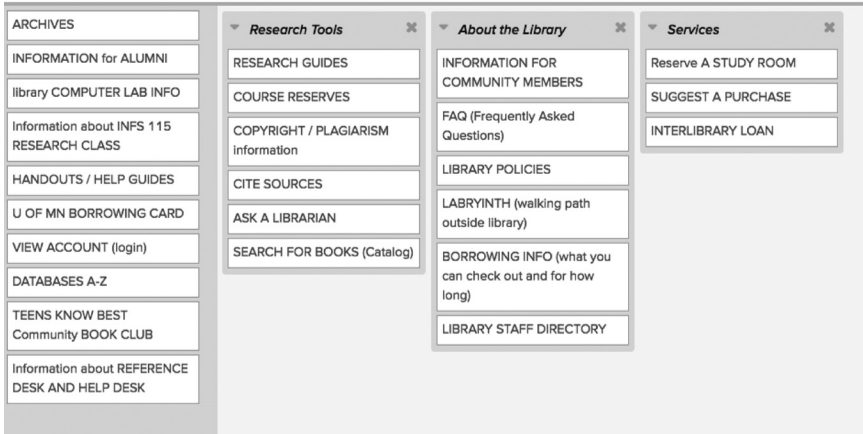 ARCHIVES
INFORMATION for ALUMNI
library COMPUTER LAB INFO
Information about INFS 115
RESEARCH CLASS
HANDOUTS / HELP GUIDES
U OF MN BORROWING CARD
VIEW ACCOUNT (login)
DATABASES A-Z
TEENS KNOW BEST
Community BOOK CLUB
Information about REFERENCE
DESK AND HELP DESK
Research Tools
RESEARCH GUIDES
COURSE RESERVES
COPYRIGHT / PLAGIARISM
information
CITE SOURCES
ASK A LIBRARIAN
SEARCH FOR BOOKS (Catalog)
About the Library
INFORMATION FOR
COMMUNITY MEMBERS
FAQ (Frequently Asked
Questions)
LIBRARY POLICIES
LABRYINTH (walking path
outside library)
BORROWING INFO (what you
can check out and for how
long)
LIBRARY STAFF DIRECTORY
Services
Reserve A STUDY ROOM
SUGGEST A PURCHASE
INTERLIBRARY LOAN